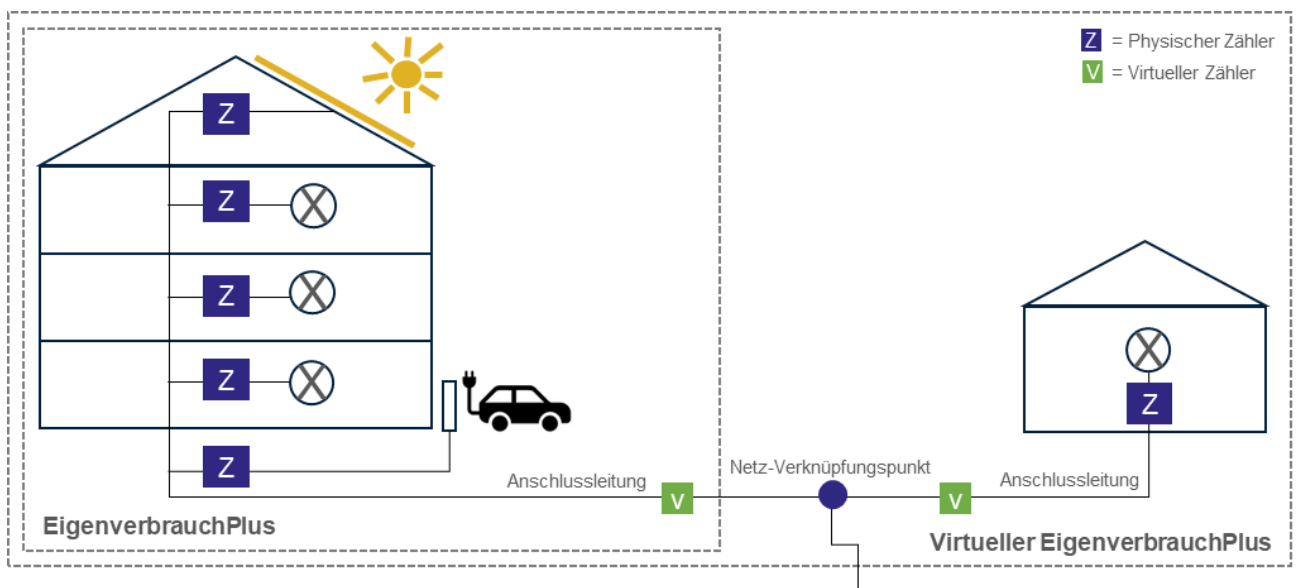 Z = Physischer Zähler
V = Virtueller Zähler
Z
Z
Z
Z
Z
Z
Anschlussleitung
V
Netz-Verknüpfungspunkt
V
Anschlussleitung
EigenverbrauchPlus
Virtueller EigenverbrauchPlus